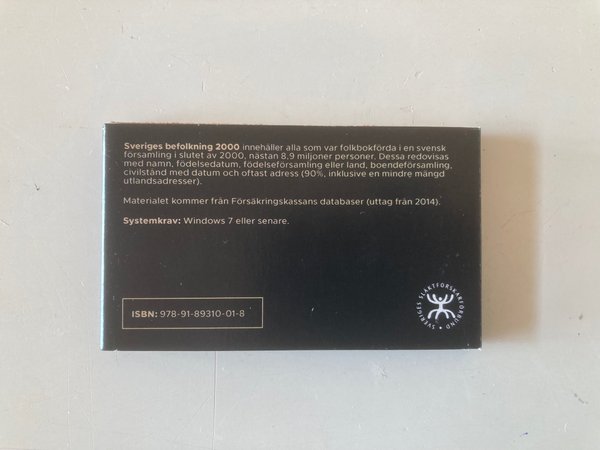 Sveriges befolkning 2000 innehäller alla som var folkbokförda i en svensk
församling i slutet av 2000, nästan 8,9 miljoner personer. Dessa redovisas
med namn, födelsedatum, födelseförsamling eller land, boendeförsamling,
civilstånd med datum och oftast adress (90%, inklusive en mindre mängd
utlandsadresser).
Materialet kommer från Försäkringskassans databaser (uttag från 2014).
Systemkrav: Windows 7 eller senare.
ISBN: 978-91-89310-01-8
SVERIGES SLÄKTFORSKARFÖRBUND